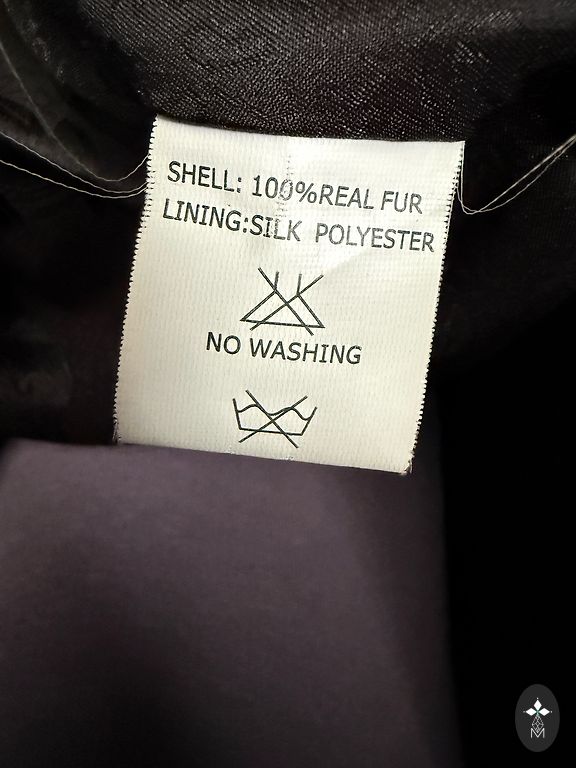 SHELL: 100%REAL FUR
LINING:SILK POLYESTER
NO WASHING
M